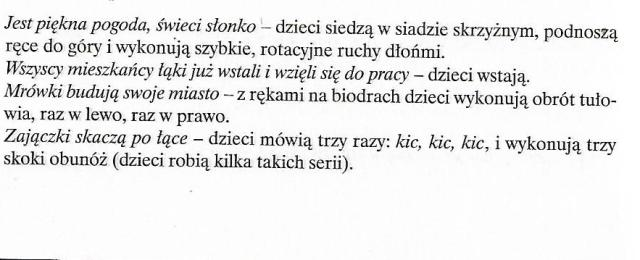 Jest piękna pogoda, świeci słonko – dzieci siedzą w siadzie skrzyżnym, podnoszą
ręce do góry i wykonują szybkie, rotacyjne ruchy dłońmi.
Wszyscy mieszkańcy łąki już wstali i wzięli się do pracy – dzieci wstają.
Mrówki budują swoje miasto – z rękami na biodrach dzieci wykonują obrót tuło-
wia, raz w lewo, raz w prawo.
Zajączki skaczą po łące – dzieci mówią trzy razy: kic, kic, kic, i wykonują trzy
skoki obunóż (dzieci robią kilka takich serii).